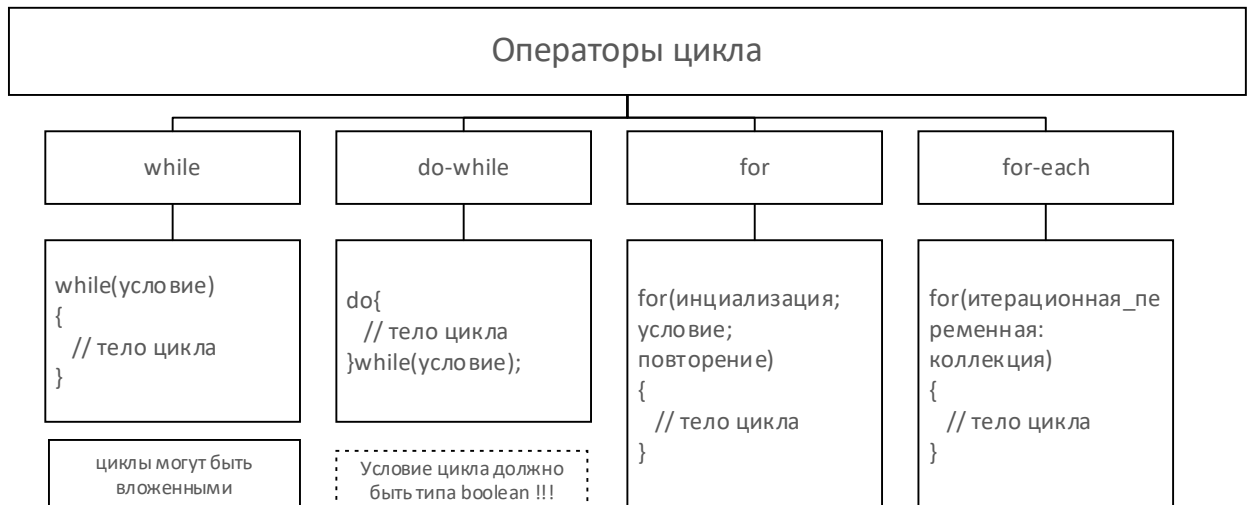 Операторы цикла
while
do-while
for
for-each
while(условие)
{
// тело цикла
}
do{
// тело цикла
}while(условие);
for(инциализация;
условие;
повторение)
{
// тело цикла
}
for(итерационная_пе
ременная:
коллекция)
{
// тело цикла
}
циклы могут быть
вложенными
Условие цикла должно
быть типа boolean !!!